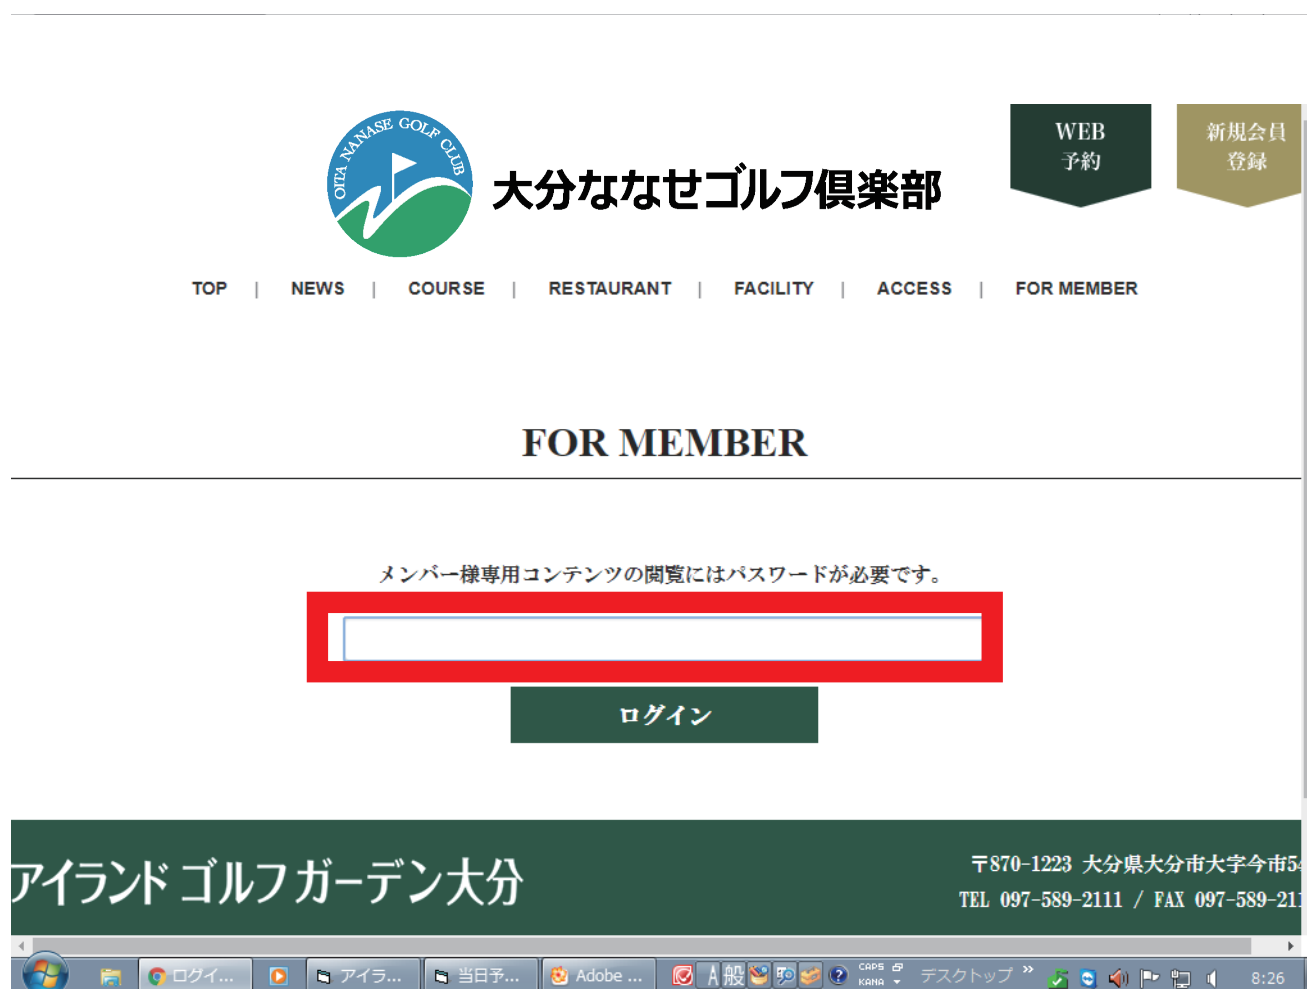 OITA NANASE GOLF CLUB
大分ななせゴルフ倶楽部
WEB
予約
新規会員
登録
TOP | NEWS | COURSE | RESTAURANT | FACILITY | ACCESS | FOR MEMBER
FOR MEMBER
メンバー様専用コンテンツの閲覧にはパスワードが必要です。
ログイン
アイランド ゴルフガーデン大分
〒870-1223 大分県大分市大字今市
TEL 097-589-2111 / FAX 097-589-21
ログイ... アイラ... 当日予... Adobe ... A 般 CAPS KANA デスクトップ » 8:26